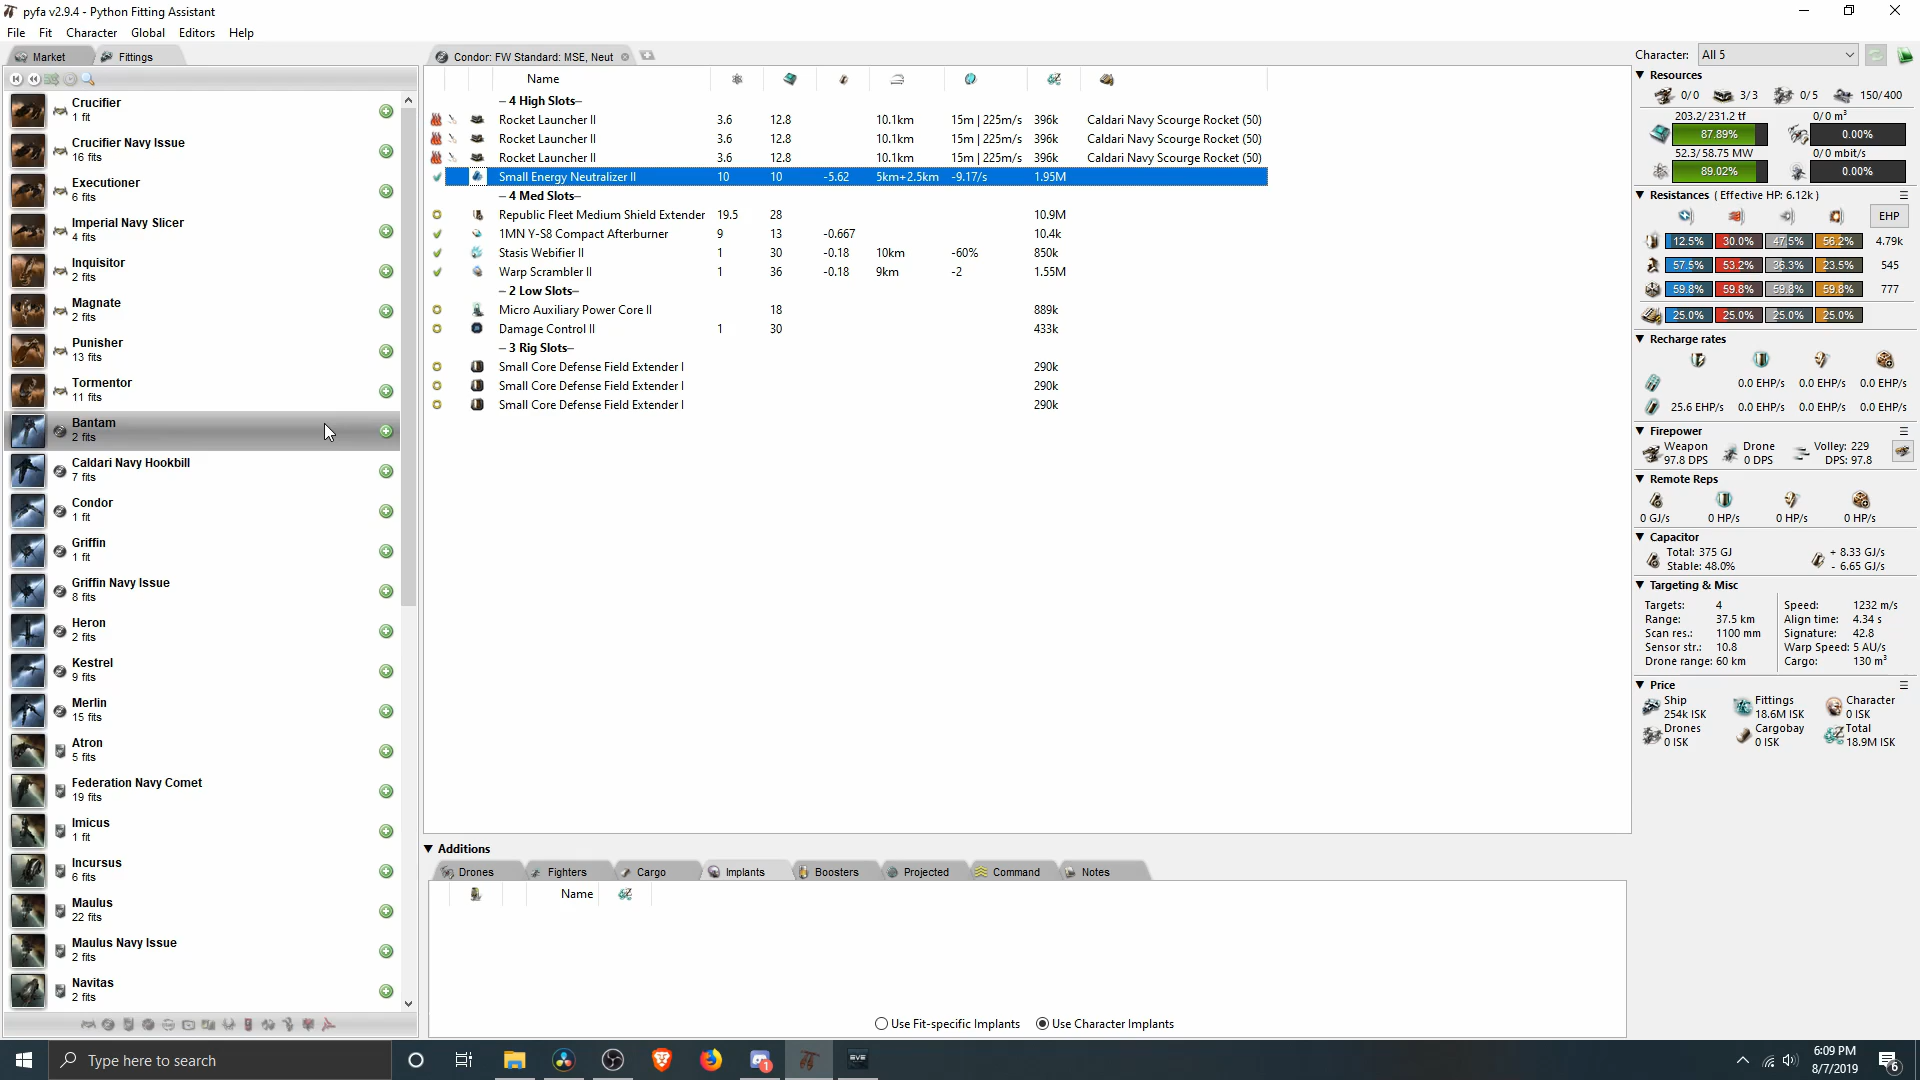 pyfa v2.9.4 - Python Fitting Assistant
File Fit Character Global Editors Help
Market Fittings
Crucifier
1 fit
Crucifier Navy Issue
16 fits
Executioner
6 fits
Imperial Navy Slicer
4 fits
Inquisitor
2 fits
Magnate
2 fits
Punisher
13 fits
Tormentor
11 fits
Bantam
2 fits
Caldari Navy Hookbill
7 fits
Condor
1 fit
Griffin
1 fit
Griffin Navy Issue
8 fits
Heron
2 fits
Kestrel
9 fits
Merlin
15 fits
Atron
5 fits
Federation Navy Comet
19 fits
Imicus
1 fit
Incursus
6 fits
Maulus
22 fits
Maulus Navy Issue
2 fits
Navitas
2 fits
Condor: FW Standard: MSE, Neut
Name
– 4 High Slots–
Rocket Launcher II 3.6 12.8 10.1km 15m | 225m/s 396k Caldari Navy Scourge Rocket (50)
Rocket Launcher II 3.6 12.8 10.1km 15m | 225m/s 396k Caldari Navy Scourge Rocket (50)
Rocket Launcher II 3.6 12.8 10.1km 15m | 225m/s 396k Caldari Navy Scourge Rocket (50)
Small Energy Neutralizer II 10 10 -5.62 5km+2.5km -9.17/s 1.95M
– 4 Med Slots–
Republic Fleet Medium Shield Extender 19.5 28 10.9M
1MN Y-S8 Compact Afterburner 9 13 -0.667 10.4k
Stasis Webifier II 1 30 -0.18 10km -60% 850k
Warp Scrambler II 1 36 -0.18 9km -2 1.55M
– 2 Low Slots–
Micro Auxiliary Power Core II 18 889k
Damage Control II 1 30 433k
– 3 Rig Slots–
Small Core Defense Field Extender I 290k
Small Core Defense Field Extender I 290k
Small Core Defense Field Extender I 290k
Additions
Drones Fighters Cargo Implants Boosters Projected Command Notes
Name
Use Fit-specific Implants Use Character Implants
Character: All 5
Resources
0/0 3/3 0/5 150/400
203.2/231.2 tf 0/0 m³
87.89% 0.00%
52.3/58.75 MW 0/0 mbit/s
89.02% 0.00%
Resistances ( Effective HP: 6.12k )
EHP
12.5% 30.0% 47.5% 56.2% 4.79k
57.5% 53.2% 36.3% 23.5% 545
59.8% 59.8% 59.8% 59.8% 777
25.0% 25.0% 25.0% 25.0%
Recharge rates
0.0 EHP/s 0.0 EHP/s 0.0 EHP/s
25.6 EHP/s 0.0 EHP/s 0.0 EHP/s 0.0 EHP/s
Firepower
Weapon Drone Volley: 229
97.8 DPS 0 DPS DPS: 97.8
Remote Reps
0 GJ/s 0 HP/s 0 HP/s 0 HP/s
Capacitor
Total: 375 GJ + 8.33 GJ/s
Stable: 48.0% - 6.65 GJ/s
Targeting & Misc
Targets: 4 Speed: 1232 m/s
Range: 37.5 km Align time: 4.34 s
Scan res.: 1100 mm Signature: 42.8
Sensor str.: 10.8 Warp Speed: 5 AU/s
Drone range: 60 km Cargo: 130 m³
Price
Ship Fittings Character
254k ISK 18.6M ISK 0 ISK
Drones Cargobay Total
0 ISK 0 ISK 18.9M ISK
Type here to search
1
EVE
6:09 PM
8/7/2019
6